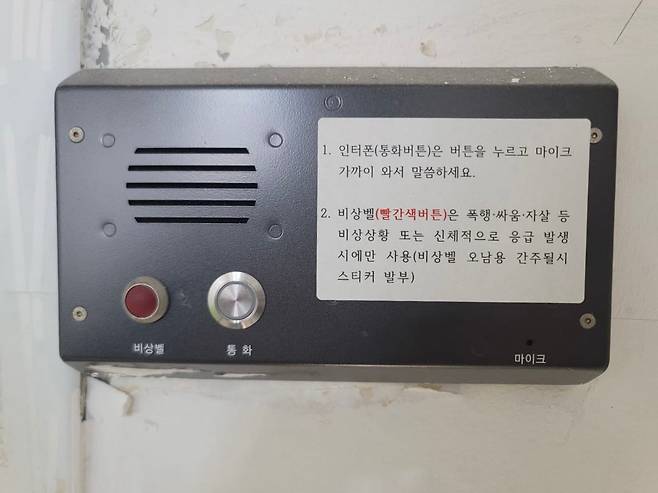 1. 인터폰(통화버튼)은 버튼을 누르고 마이크
가까이 와서 말씀하세요.
2. 비상벨(빨간색버튼)은 폭행·싸움·자살 등
비상상황 또는 신체적으로 응급 발생
시에만 사용(비상벨 오남용 간주될시
스티커 발부)
비상벨
통 화
마이크